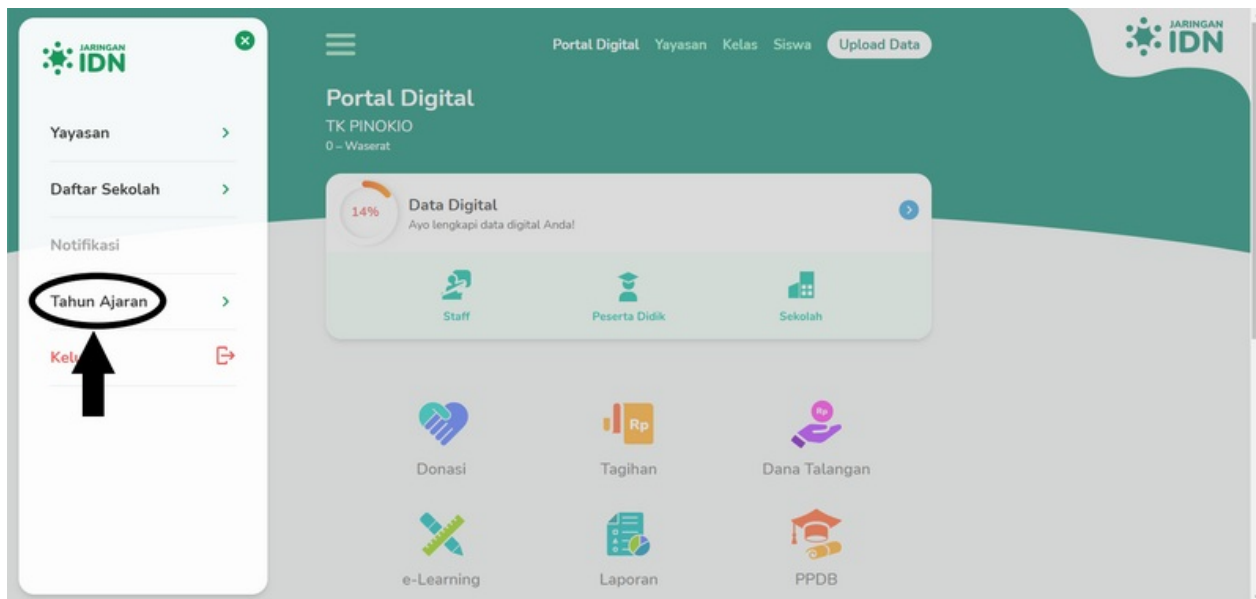 JARINGAN
IDN
Yayasan
Daftar Sekolah
Notifikasi
Tahun Ajaran
Portal Digital Yayasan Kelas Siswa Upload Data
JARINGAN
IDN
Portal Digital
TK PINOKIO
0 – Waserat
14%
Data Digital
Ayo lengkapi data digital Anda!
Staff Peserta Didik Sekolah
Rp
Rp
Donasi Tagihan Dana Talangan
e-Learning Laporan PPDB